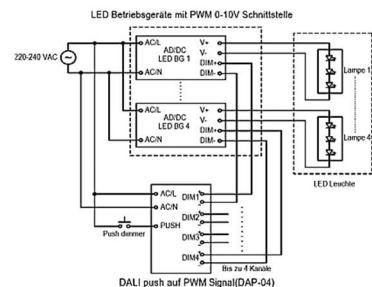 LED Betriebsgeräte mit PWM 0-10V Schnittstelle
220-240 VAC
AC/L
AC/N
AD/DC
LED BG 1
V+
V-
DIM+
DIM-
Lampe 1
AC/L
AC/N
AD/DC
LED BG 4
V+
V-
DIM+
DIM-
Lampe 4
LED Leuchte
AC/L
AC/N
PUSH
DIM1
DIM2
DIM3
DIM4
Push dimmer
Bis zu 4 Kanäle
DALI push auf PWM Signal(DAP-04)